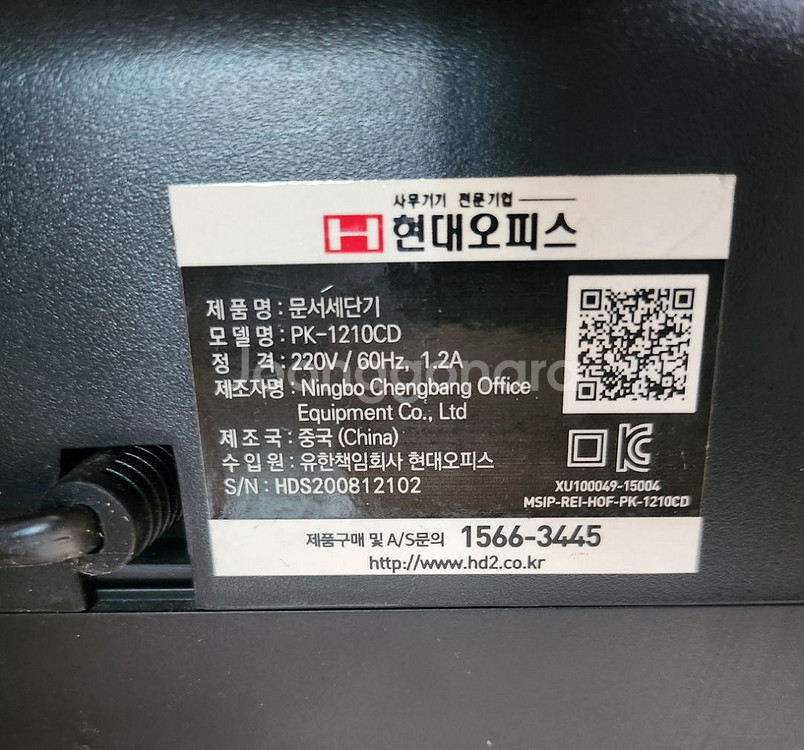 사무기기 전문기업
현대오피스
제품명 : 문서세단기
모델명 : PK-1210CD
정 격 : 220V / 60Hz, 1.2A
제조자명 : Ningbo Chengbang Office
Equipment Co., Ltd
제조국 : 중국 (China)
수입원 : 유한책임회사 현대오피스
S/N : HDS200812102
XU100049-15004
MSIP-REI-HOF-PK-1210CD
제품구매 및 A/S문의 1566-3445
http://www.hd2.co.kr
Joonggonara